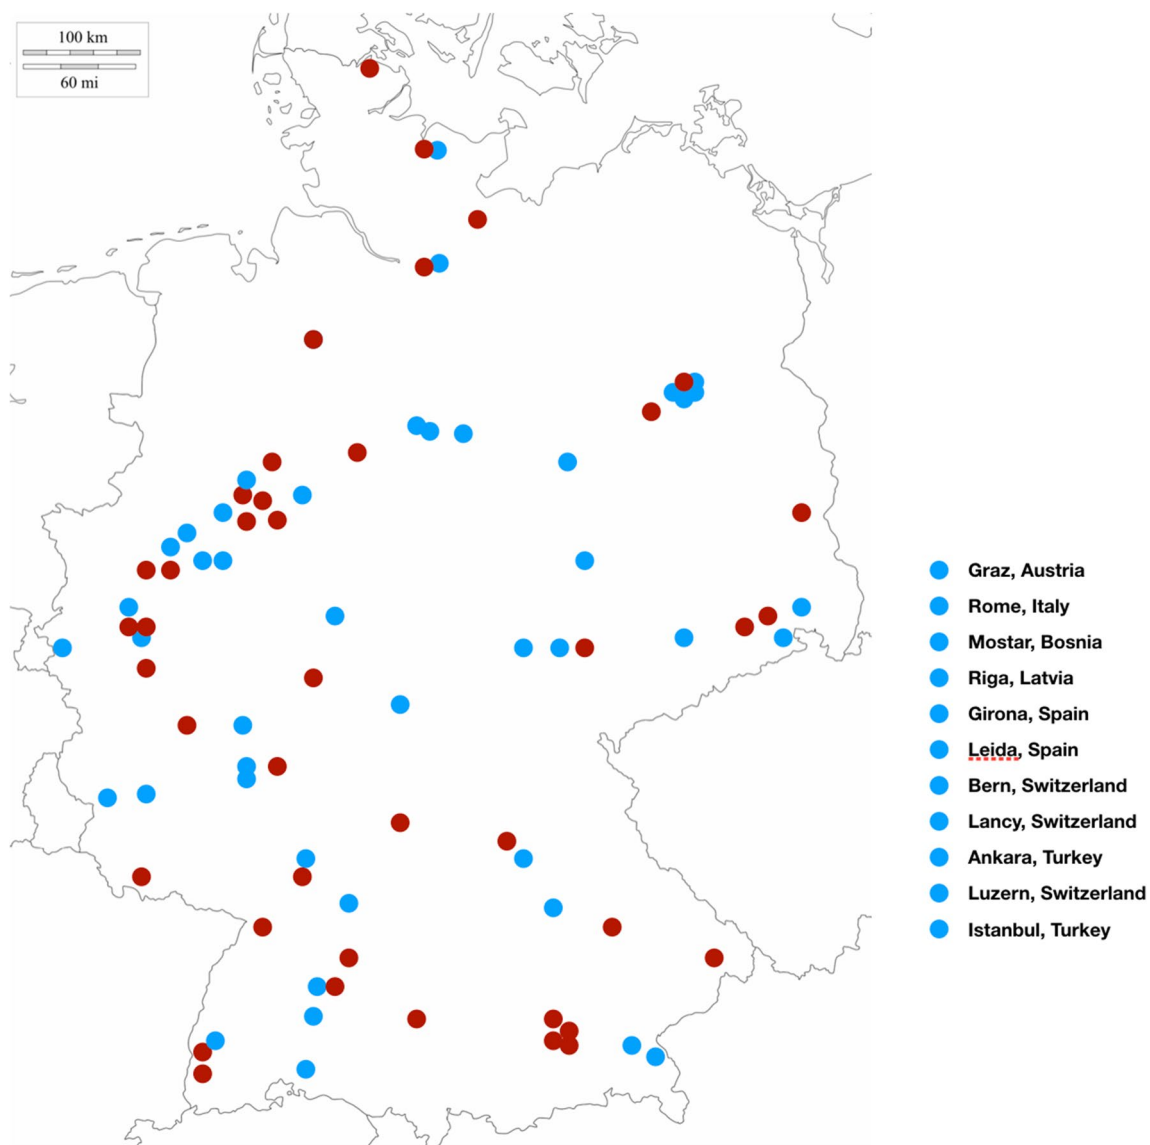 100 km
60 mi
Graz, Austria
Rome, Italy
Mostar, Bosnia
Riga, Latvia
Girona, Spain
Leida, Spain
Bern, Switzerland
Lancy, Switzerland
Ankara, Turkey
Luzern, Switzerland
Istanbul, Turkey